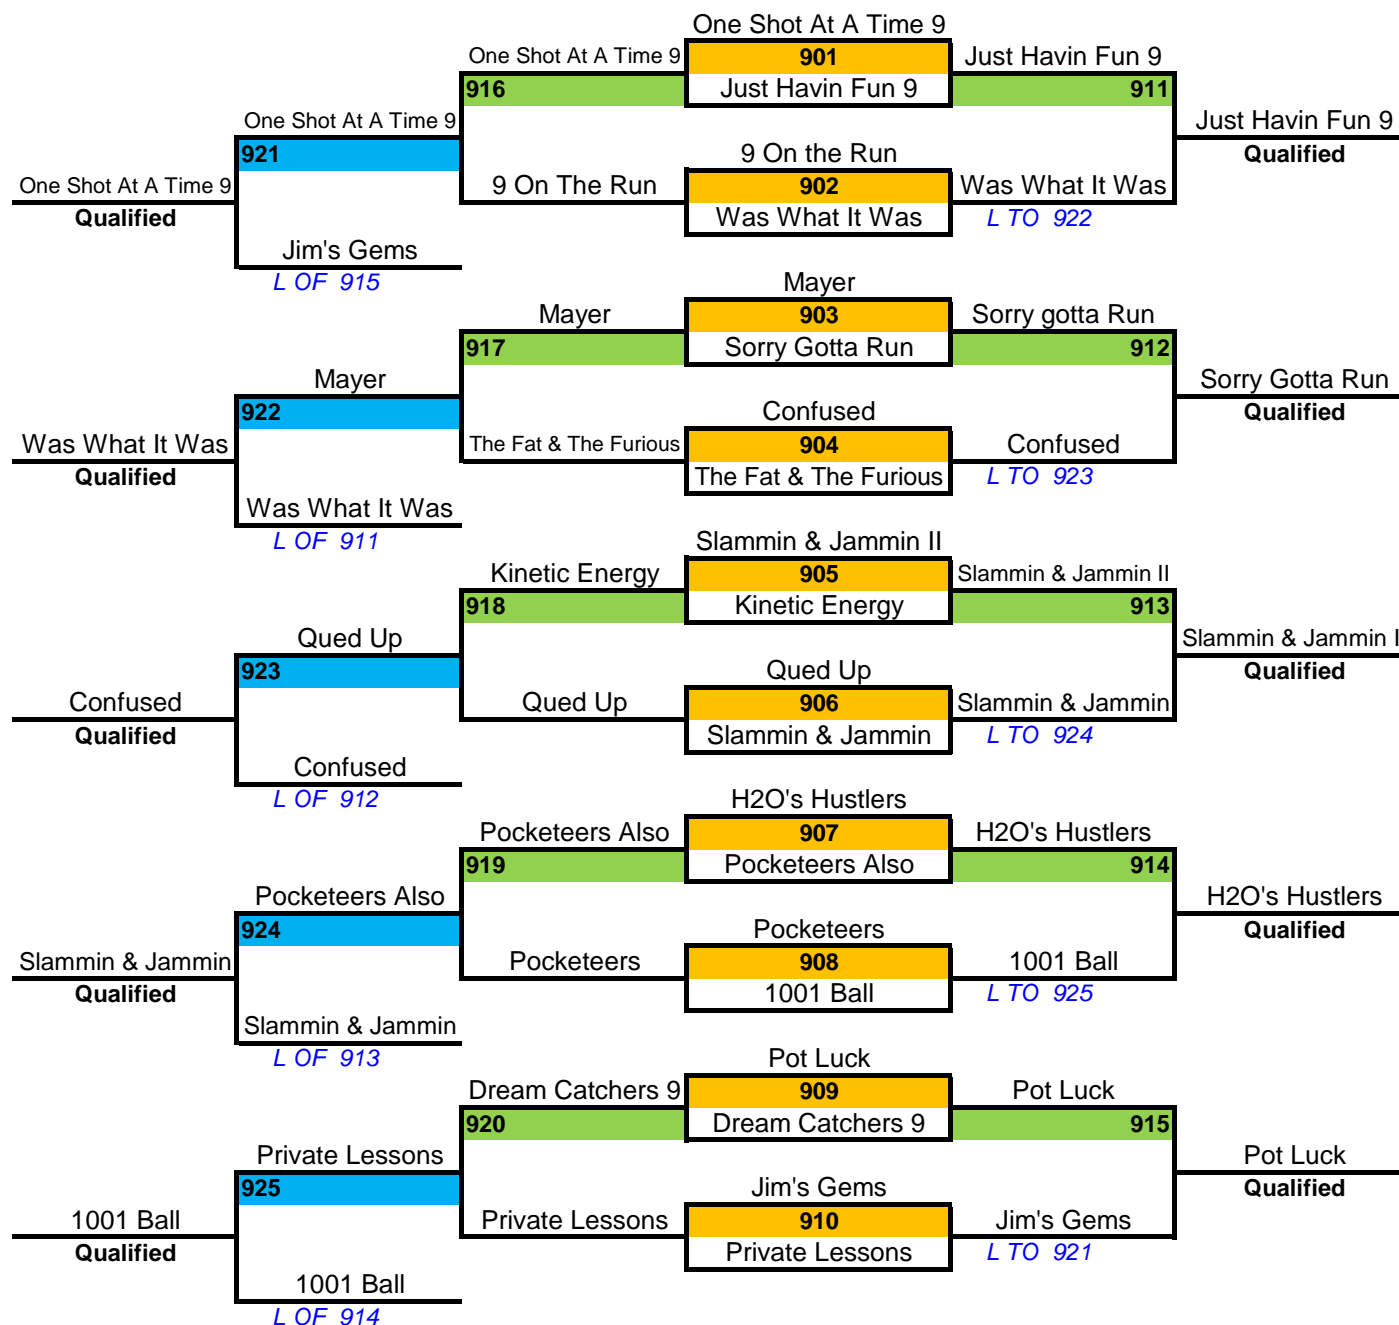 One Shot At A Time 9
One Shot At A Time 9 901 Just Havin Fun 9
916 Just Havin Fun 9 911
One Shot At A Time 9 Just Havin Fun 9
921 9 On the Run Qualified
One Shot At A Time 9 9 On The Run 902 Was What It Was
Qualified Was What It Was L TO 922
Jim's Gems
L OF 915 Mayer
Mayer 903 Sorry gotta Run
917 Sorry Gotta Run 912
Mayer Sorry Gotta Run
922 Confused Qualified
Was What It Was The Fat & The Furious 904 Confused
Qualified The Fat & The Furious L TO 923
Was What It Was
L OF 911 Slammin & Jammin II
Kinetic Energy 905 Slammin & Jammin II
918 Kinetic Energy 913
Qued Up Slammin & Jammin I
923 Qued Up Qualified
Confused Qued Up 906 Slammin & Jammin
Qualified Slammin & Jammin L TO 924
Confused
L OF 912 H2O's Hustlers
Pocketeers Also 907 H2O's Hustlers
919 Pocketeers Also 914
Pocketeers Also H2O's Hustlers
924 Pocketeers Qualified
Slammin & Jammin Pocketeers 908 1001 Ball
Qualified 1001 Ball L TO 925
Slammin & Jammin
L OF 913 Pot Luck
Dream Catchers 9 909 Pot Luck
920 Dream Catchers 9 915
Private Lessons Pot Luck
925 Jim's Gems Qualified
1001 Ball Private Lessons 910 Jim's Gems
Qualified Private Lessons L TO 921
1001 Ball
L OF 914